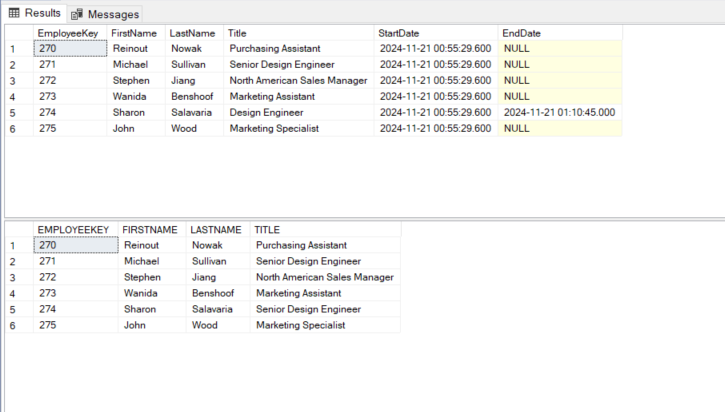 Results Messages
EmployeeKey FirstName LastName Title StartDate EndDate
1 270 Reinout Nowak Purchasing Assistant 2024-11-21 00:55:29.600 NULL
2 271 Michael Sullivan Senior Design Engineer 2024-11-21 00:55:29.600 NULL
3 272 Stephen Jiang North American Sales Manager 2024-11-21 00:55:29.600 NULL
4 273 Wanida Benshoof Marketing Assistant 2024-11-21 00:55:29.600 NULL
5 274 Sharon Salavaria Design Engineer 2024-11-21 00:55:29.600 2024-11-21 01:10:45.000
6 275 John Wood Marketing Specialist 2024-11-21 00:55:29.600 NULL
EMPLOYEEKEY FIRSTNAME LASTNAME TITLE
1 270 Reinout Nowak Purchasing Assistant
2 271 Michael Sullivan Senior Design Engineer
3 272 Stephen Jiang North American Sales Manager
4 273 Wanida Benshoof Marketing Assistant
5 274 Sharon Salavaria Senior Design Engineer
6 275 John Wood Marketing Specialist